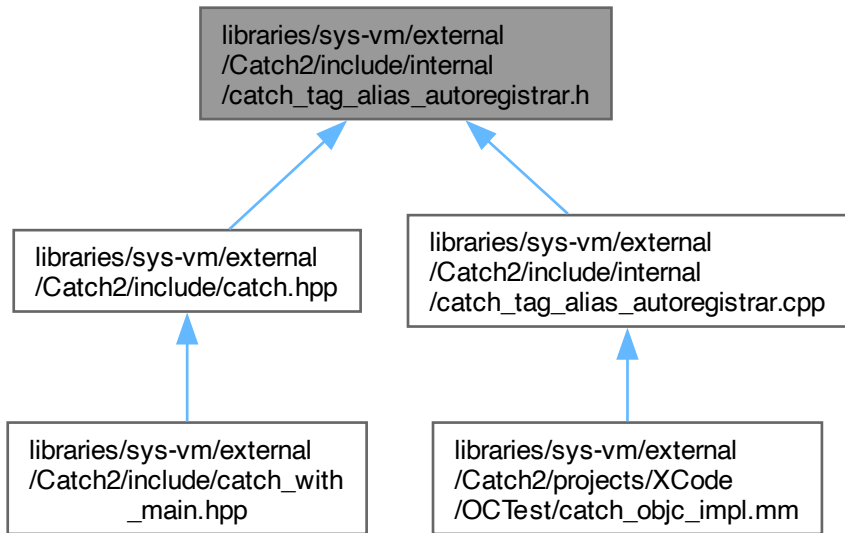 libraries/sys-vm/external
/Catch2/include/internal
/catch_tag_alias_autoregistrar.h
libraries/sys-vm/external
/Catch2/include/catch.hpp
libraries/sys-vm/external
/Catch2/include/internal
/catch_tag_alias_autoregistrar.cpp
libraries/sys-vm/external
/Catch2/include/catch_with
_main.hpp
libraries/sys-vm/external
/Catch2/projects/XCode
/OCTest/catch_objc_impl.mm